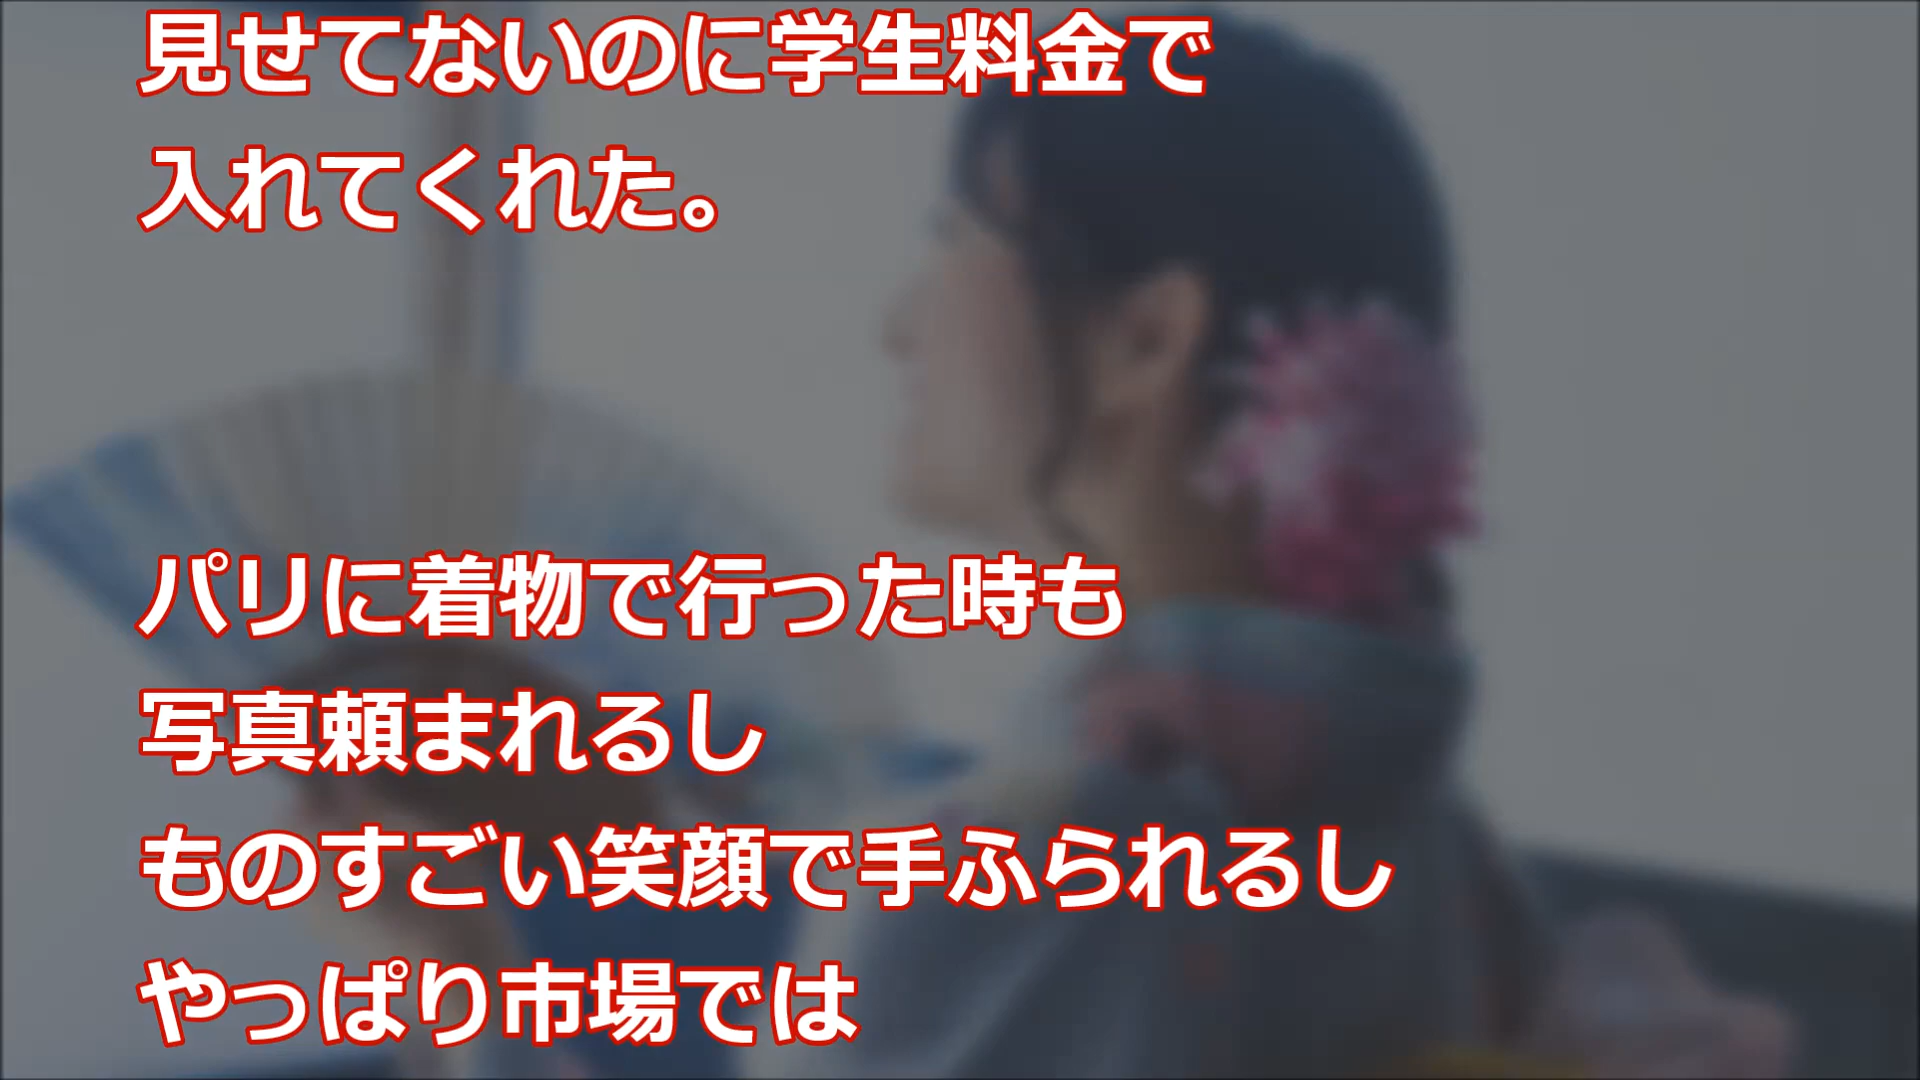 見せてないのに学生料金で
入れてくれた。
パリに着物で行った時も
写真頼まれるし
ものすごい笑顔で手ふられるし
やっぱり市場では